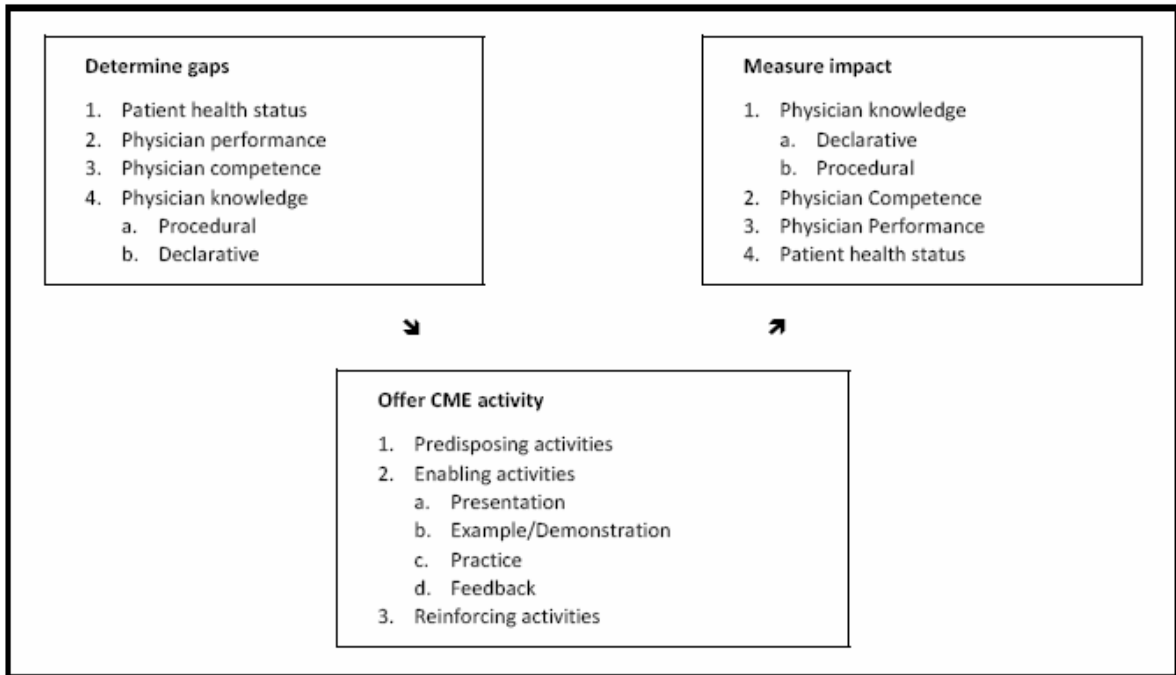 Determine gaps
1. Patient health status
2. Physician performance
3. Physician competence
4. Physician knowledge
a. Procedural
b. Declarative
Measure impact
1. Physician knowledge
a. Declarative
b. Procedural
2. Physician Competence
3. Physician Performance
4. Patient health status
Offer CME activity
1. Predisposing activities
2. Enabling activities
a. Presentation
b. Example/Demonstration
c. Practice
d. Feedback
3. Reinforcing activities